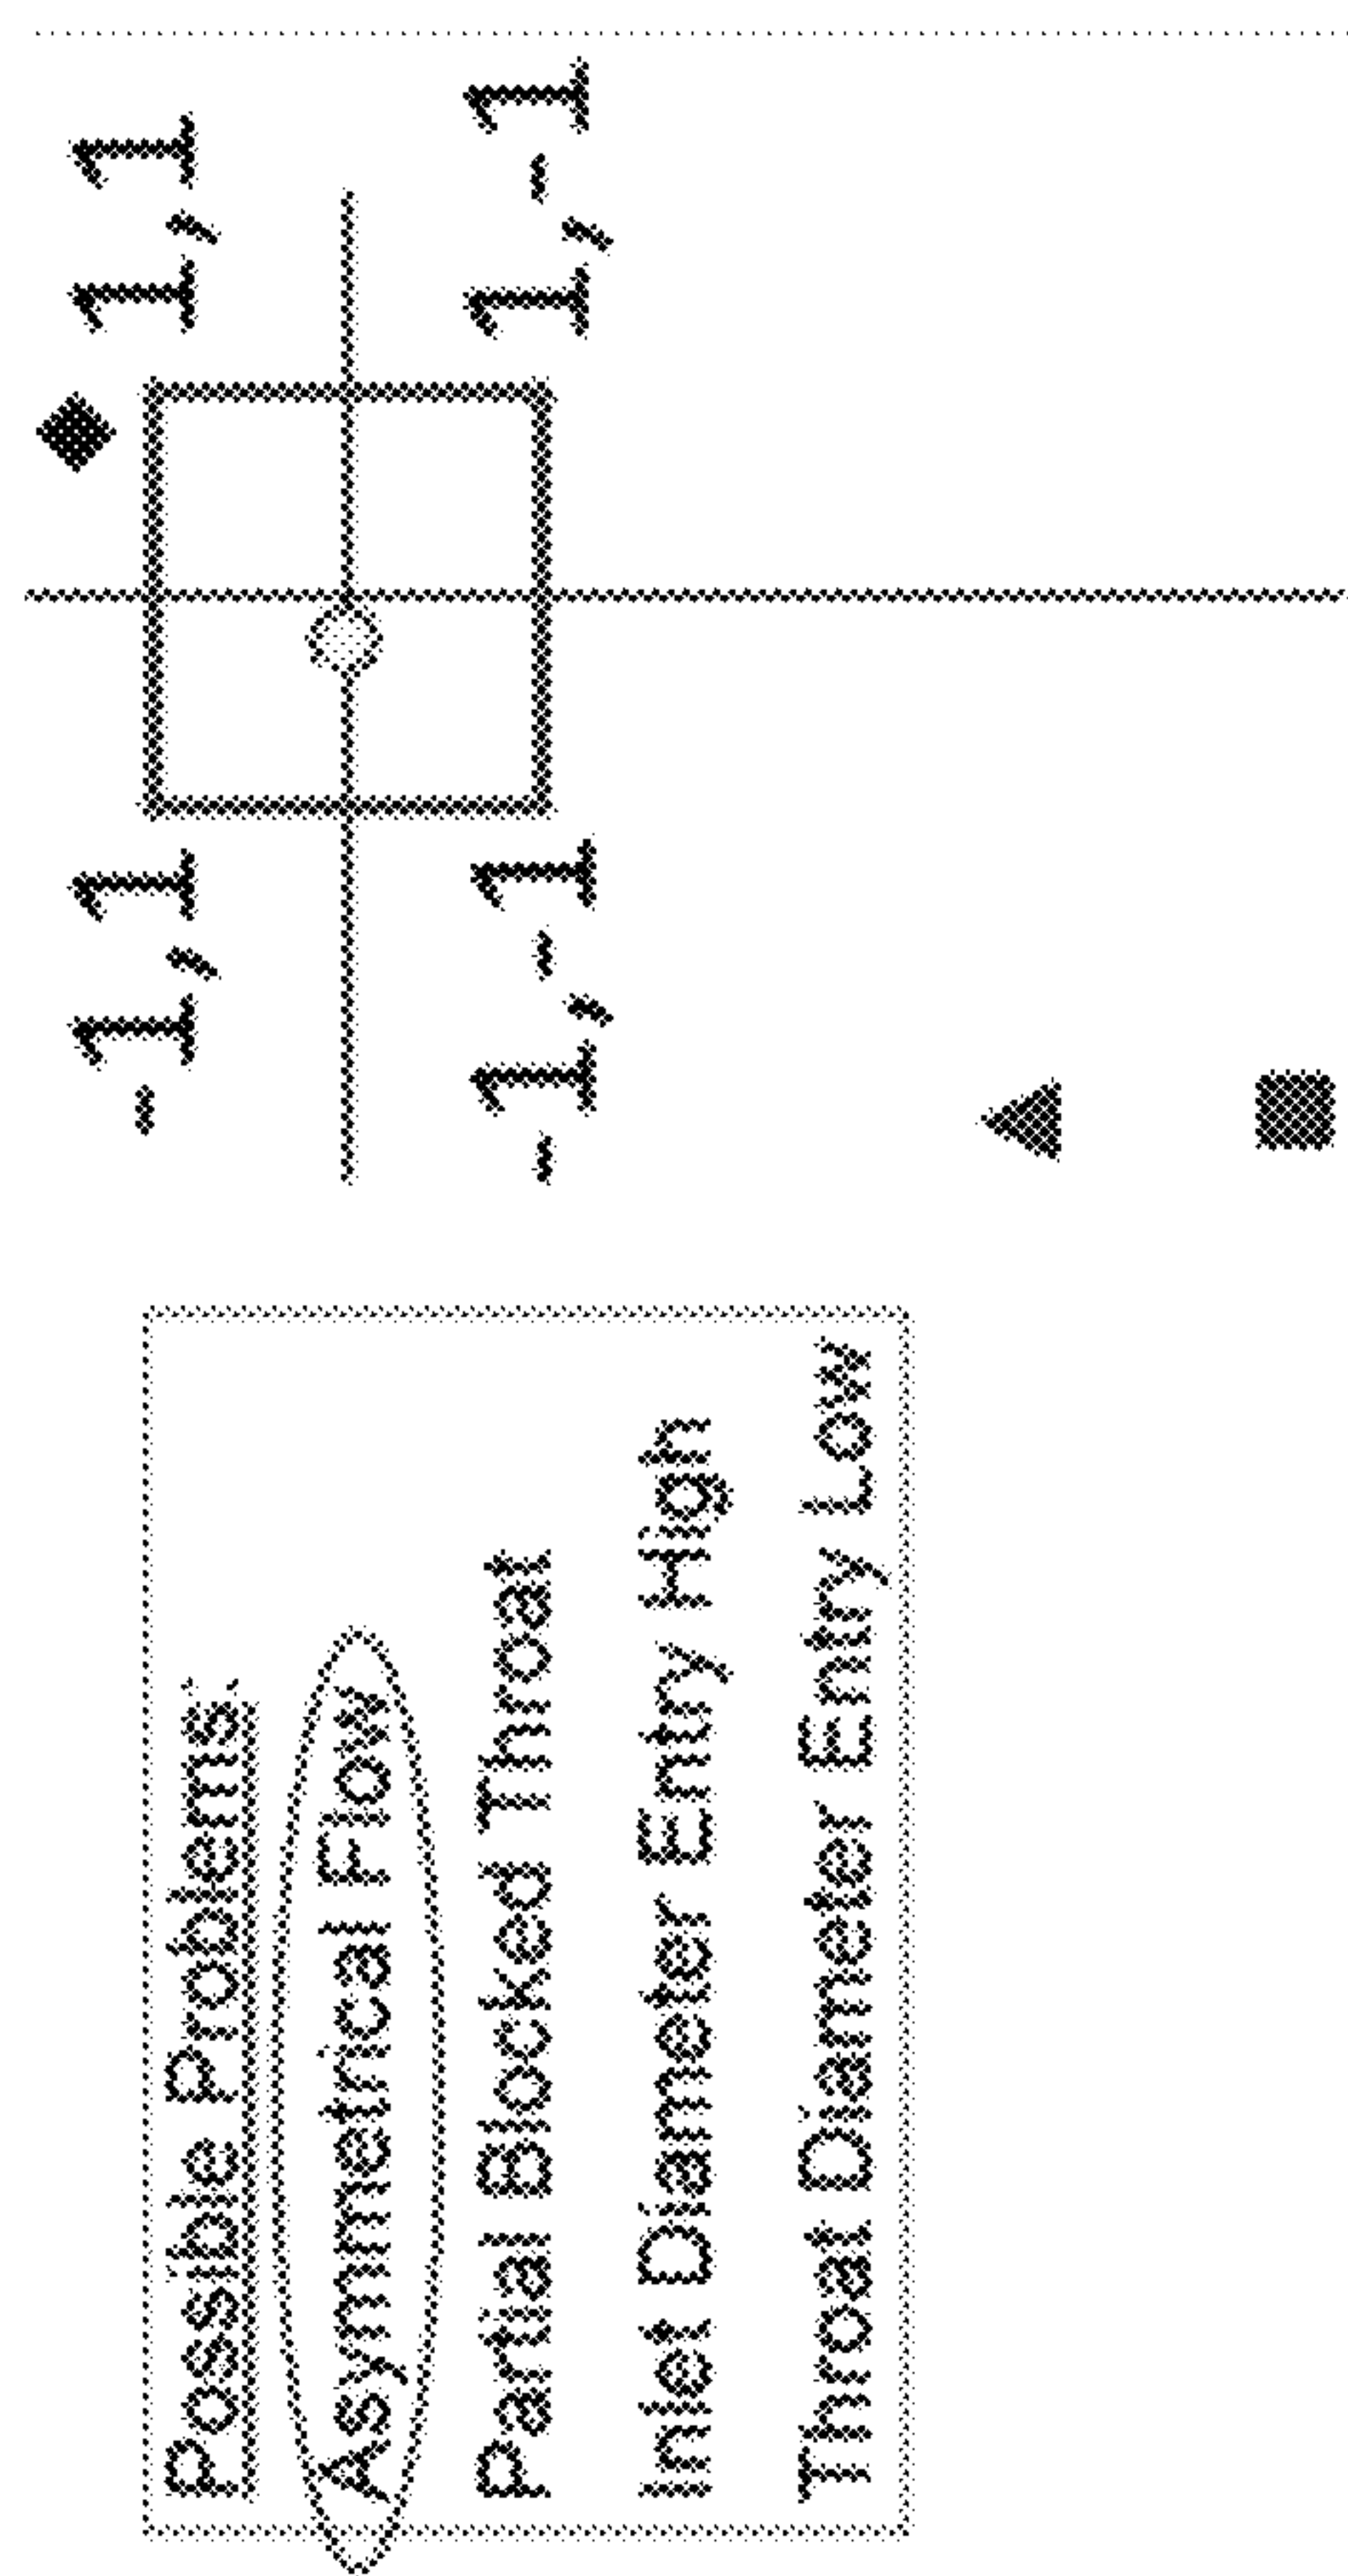 Possible Problems:
Asymmetrical Flow
Partial Blocked Throat
Inlet Diameter Entry High
Throat Diameter Entry Low
-1,1
1,1
-1,-1
1,-1